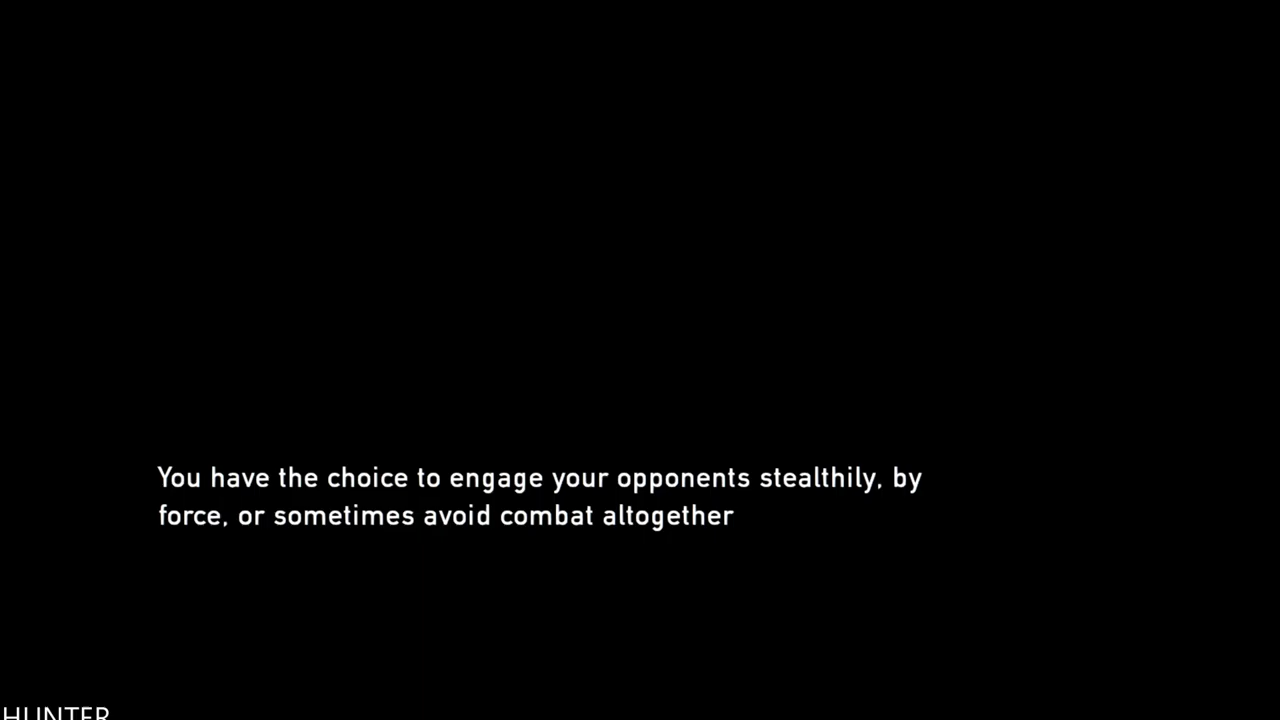 You have the choice to engage your opponents stealthily, by
force, or sometimes avoid combat altogether
HUNTER